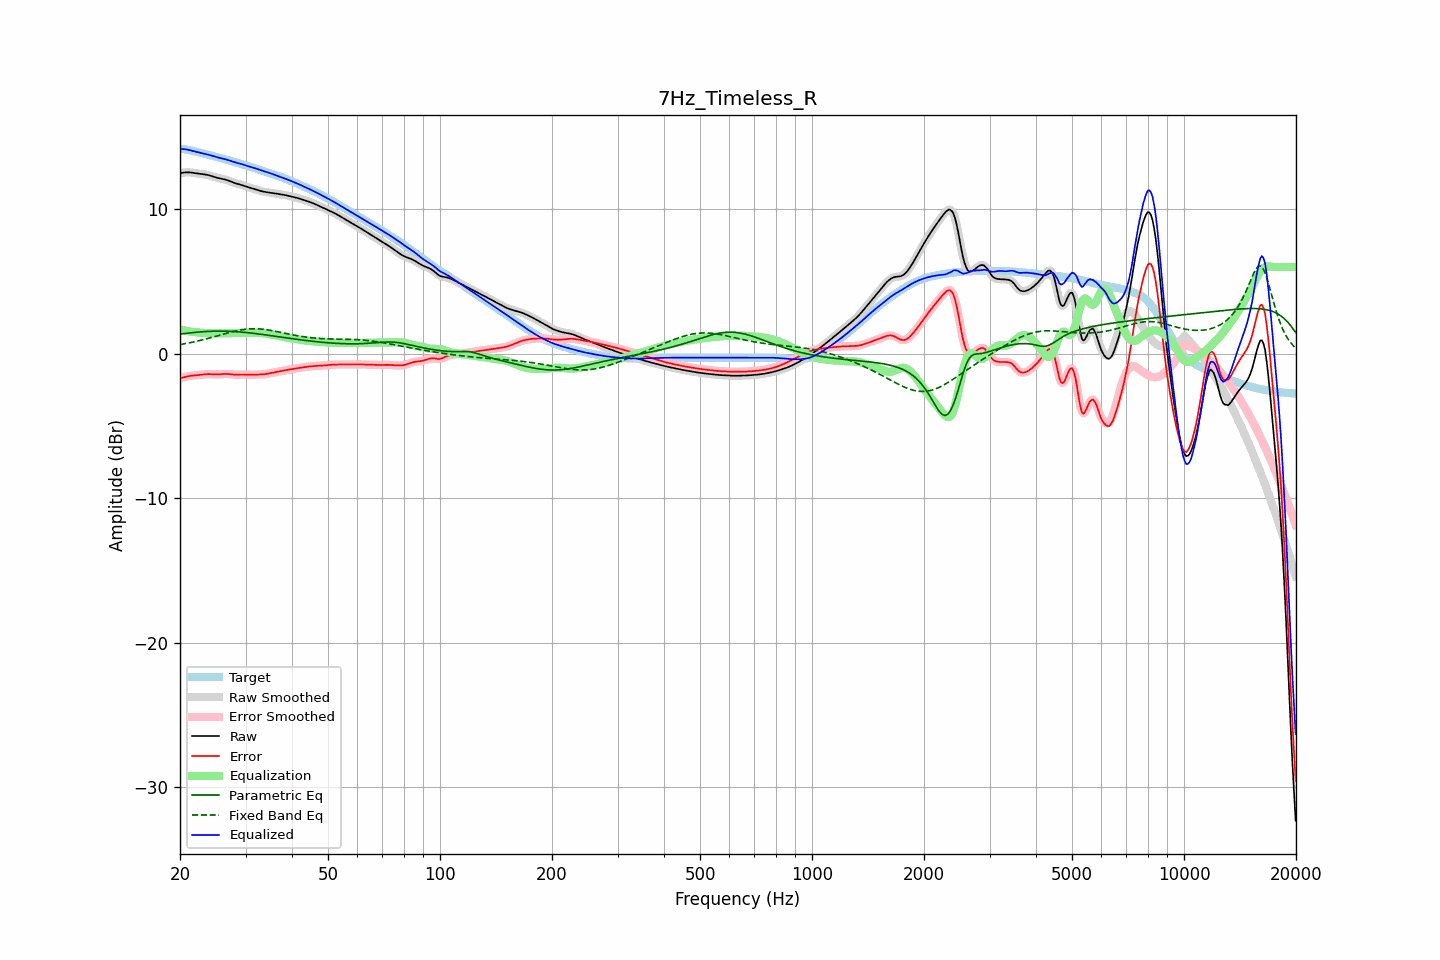 7Hz_Timeless_R
10
0
−10
−20
−30
Amplitude (dBr)
Target
Raw Smoothed
Error Smoothed
Raw
Error
Equalization
Parametric Eq
Fixed Band Eq
Equalized
20
50
100
200
500
1000
2000
5000
10000
20000
Frequency (Hz)